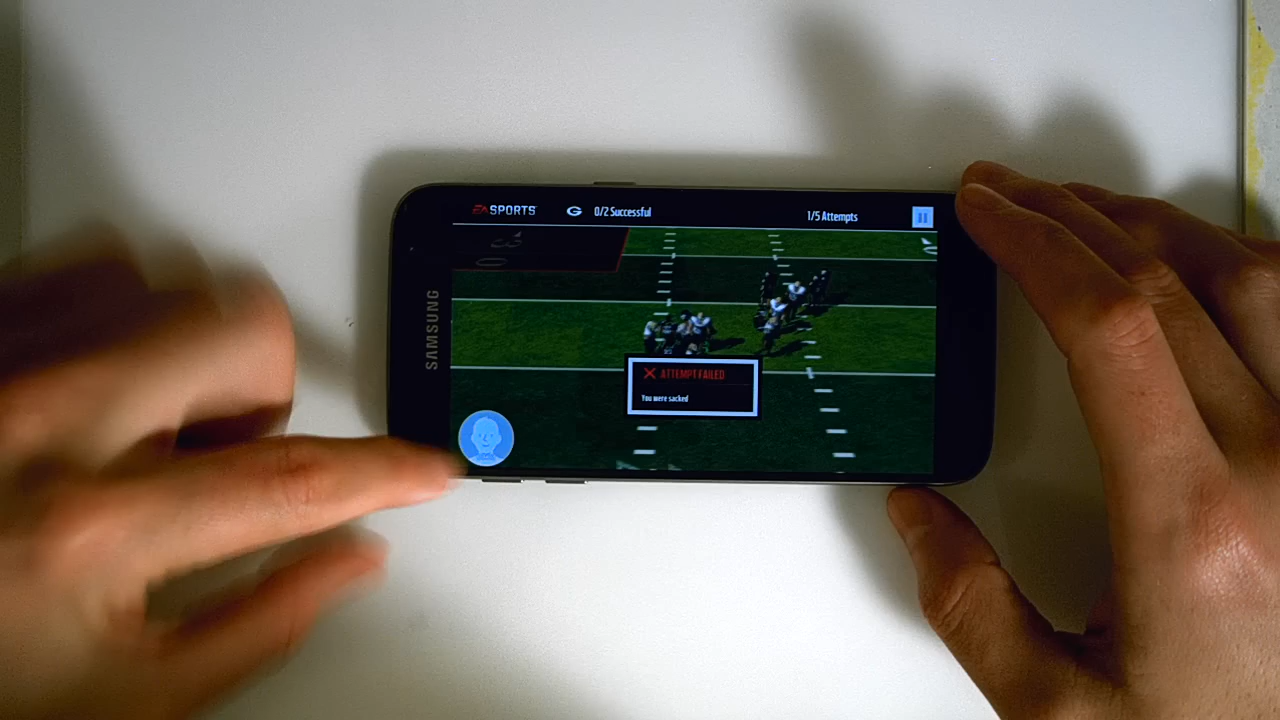 EA SPORTS
G
0/2 Successful
1/5 Attempts
ATTEMPT FAILED
You were sacked
SAMSUNG